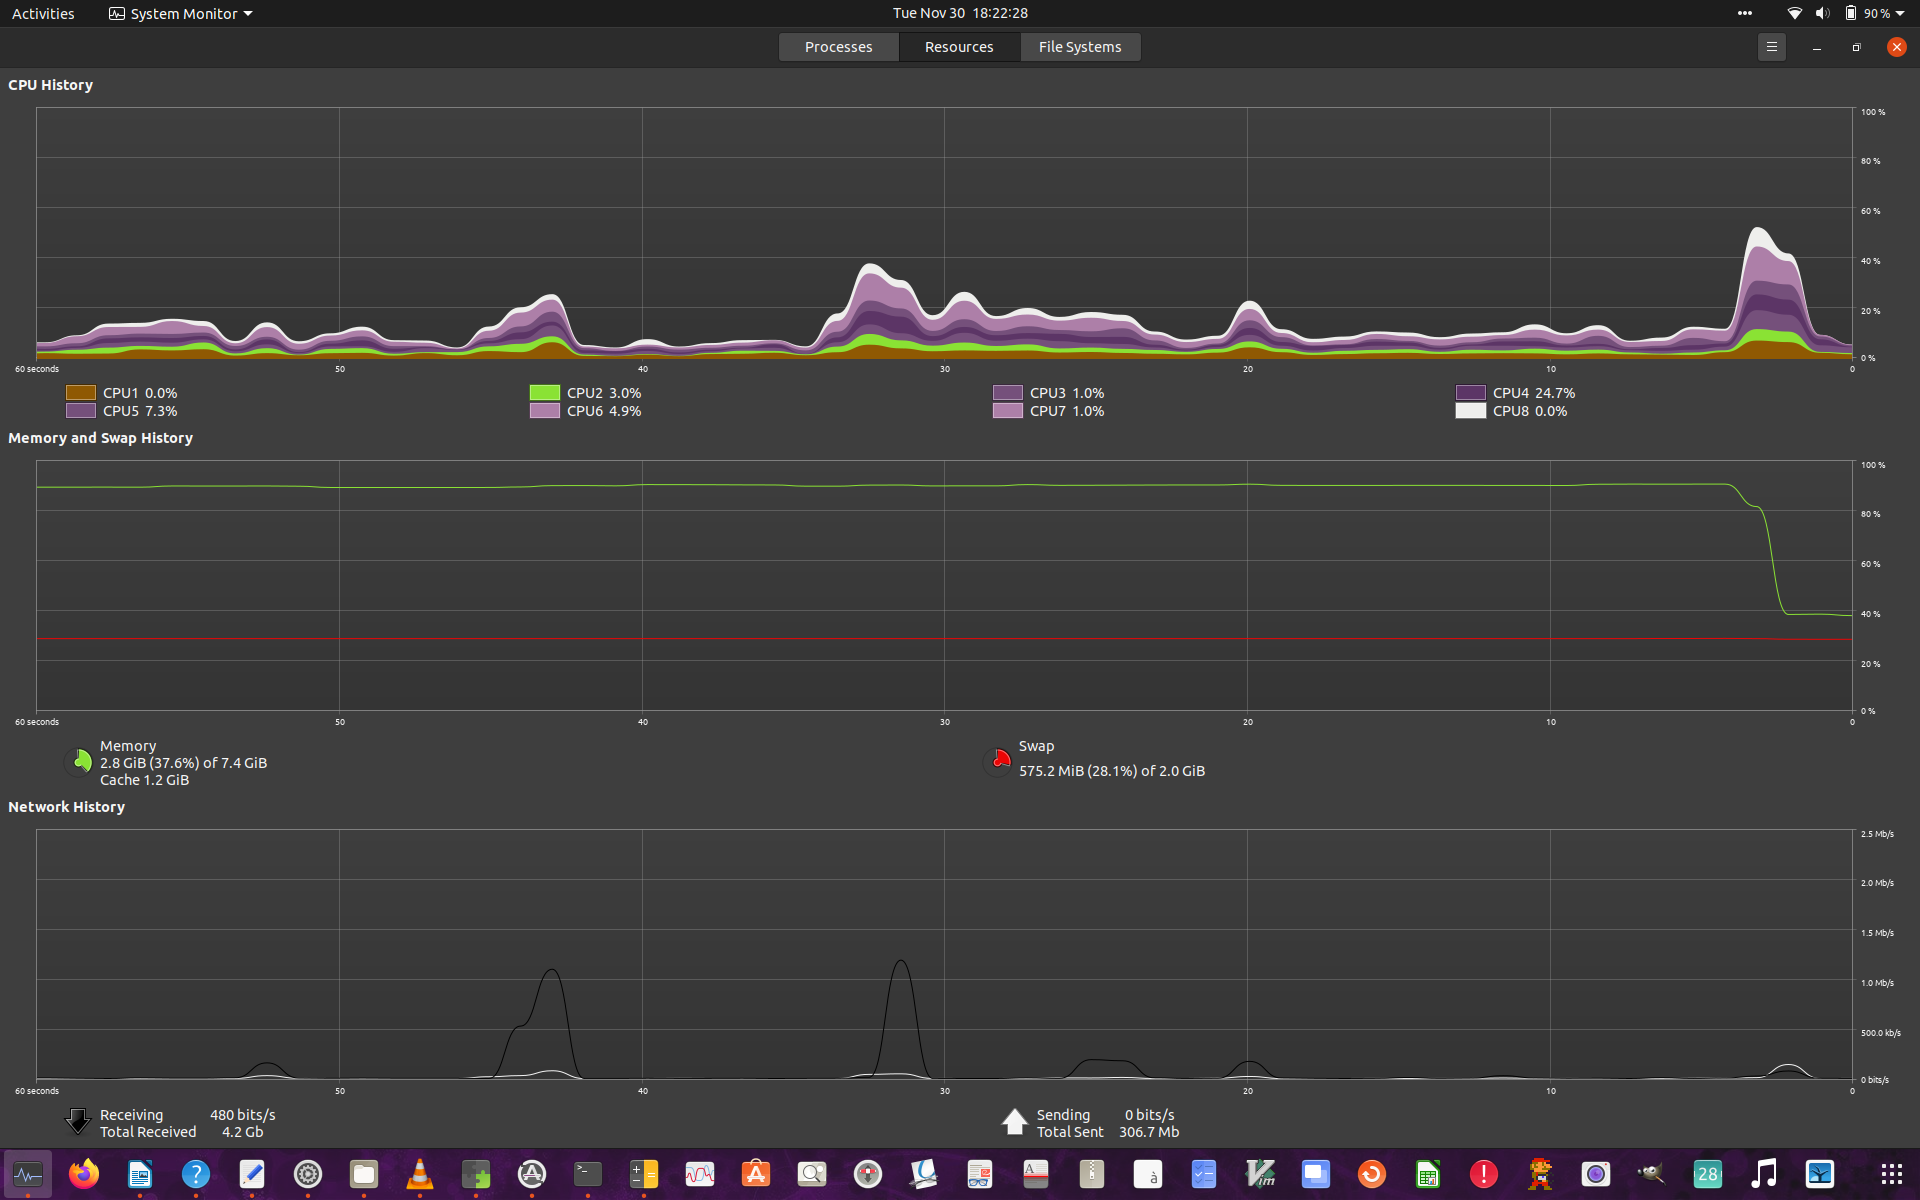 Activities System Monitor Tue Nov 30 18:22:28 90 %
Processes Resources File Systems
CPU History
100 %
80 %
60 %
40 %
20 %
0 %
60 seconds 50 40 30 20 10 0
CPU1 0.0% CPU2 3.0% CPU3 1.0% CPU4 24.7%
CPU5 7.3% CPU6 4.9% CPU7 1.0% CPU8 0.0%
Memory and Swap History
100 %
80 %
60 %
40 %
20 %
0 %
60 seconds 50 40 30 20 10 0
Memory Swap
2.8 GiB (37.6%) of 7.4 GiB 575.2 MiB (28.1%) of 2.0 GiB
Cache 1.2 GiB
Network History
2.5 Mb/s
2.0 Mb/s
1.5 Mb/s
1.0 Mb/s
500.0 kb/s
0 bits/s
60 seconds 50 40 30 20 10 0
Receiving 480 bits/s Sending 0 bits/s
Total Received 4.2 Gb Total Sent 306.7 Mb
? >_ A à Vim ! 28